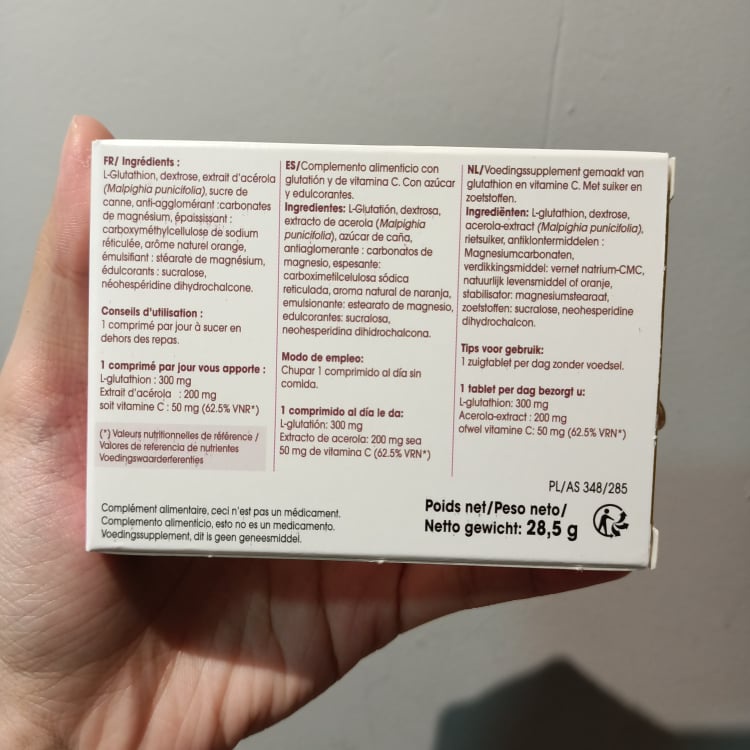 FR/ Ingrédients :
L-Glutathion, dextrose, extrait d'acérola
(Malpighia punicifolia), sucre de
canne, anti-agglomérant :carbonates
de magnésium, épaississant :
carboxyméthylcellulose de sodium
réticulée, arôme naturel orange,
émulsifiant : stéarate de magnésium,
édulcorants : sucralose,
néohespéridine dihydrochalcone.
Conseils d'utilisation :
1 comprimé par jour à sucer en
dehors des repas.
1 comprimé par jour vous apporte :
L-glutathion : 300 mg
Extrait d'acérola : 200 mg
soit vitamine C : 50 mg (62.5% VNR*)
(*) Valeurs nutritionnelles de référence /
Valores de referencia de nutrientes
Voedingswaarderferenties
ES/Complemento alimenticio con
glutatión y de vitamina C. Con azúcar
y edulcorantes.
Ingredientes: L-Glutatión, dextrosa,
extracto de acerola (Malpighia
punicifolia), azúcar de caña,
antiaglomerante : carbonatos de
magnesio, espesante:
carboximetilcelulosa sódica
reticulada, aroma natural de naranja,
emulsionante: estearato de magnesio,
edulcorantes: sucralosa,
neohesperidina dihidrochalcona.
Modo de empleo:
Chupar 1 comprimido al día sin
comida.
1 comprimido al día le da:
L-glutatión: 300 mg
Extracto de acerola: 200 mg sea
50 mg de vitamina C (62.5% VRN*)
NL/Voedingssupplement gemaakt van
glutathion en vitamine C. Met suiker en
zoetstoffen.
Ingrediënten: L-glutathion, dextrose,
acerola-extract (Malpighia punicifolia),
rietsuiker, antiklontermiddelen :
Magnesiumcarbonaten,
verdikkingsmiddel: vernet natrium-CMC,
natuurlijk levensmiddel of oranje,
stabilisator: magnesiumstearaat,
zoetstoffen: sucralose, neohesperidine
dihydrochalcon.
Tips voor gebruik:
1 zuigtablet per dag zonder voedsel.
1 tablet per dag bezorgt u:
L-glutathion: 300 mg
Acerola-extract : 200 mg
ofwel vitamine C: 50 mg (62.5% VRN*)
PL/AS 348/285
Complément alimentaire, ceci n'est pas un médicament.
Complemento alimenticio, esto no es un medicamento.
Voedingssupplement, dit is geen geneesmiddel.
Poids net/Peso neto/
Netto gewicht: 28,5 g